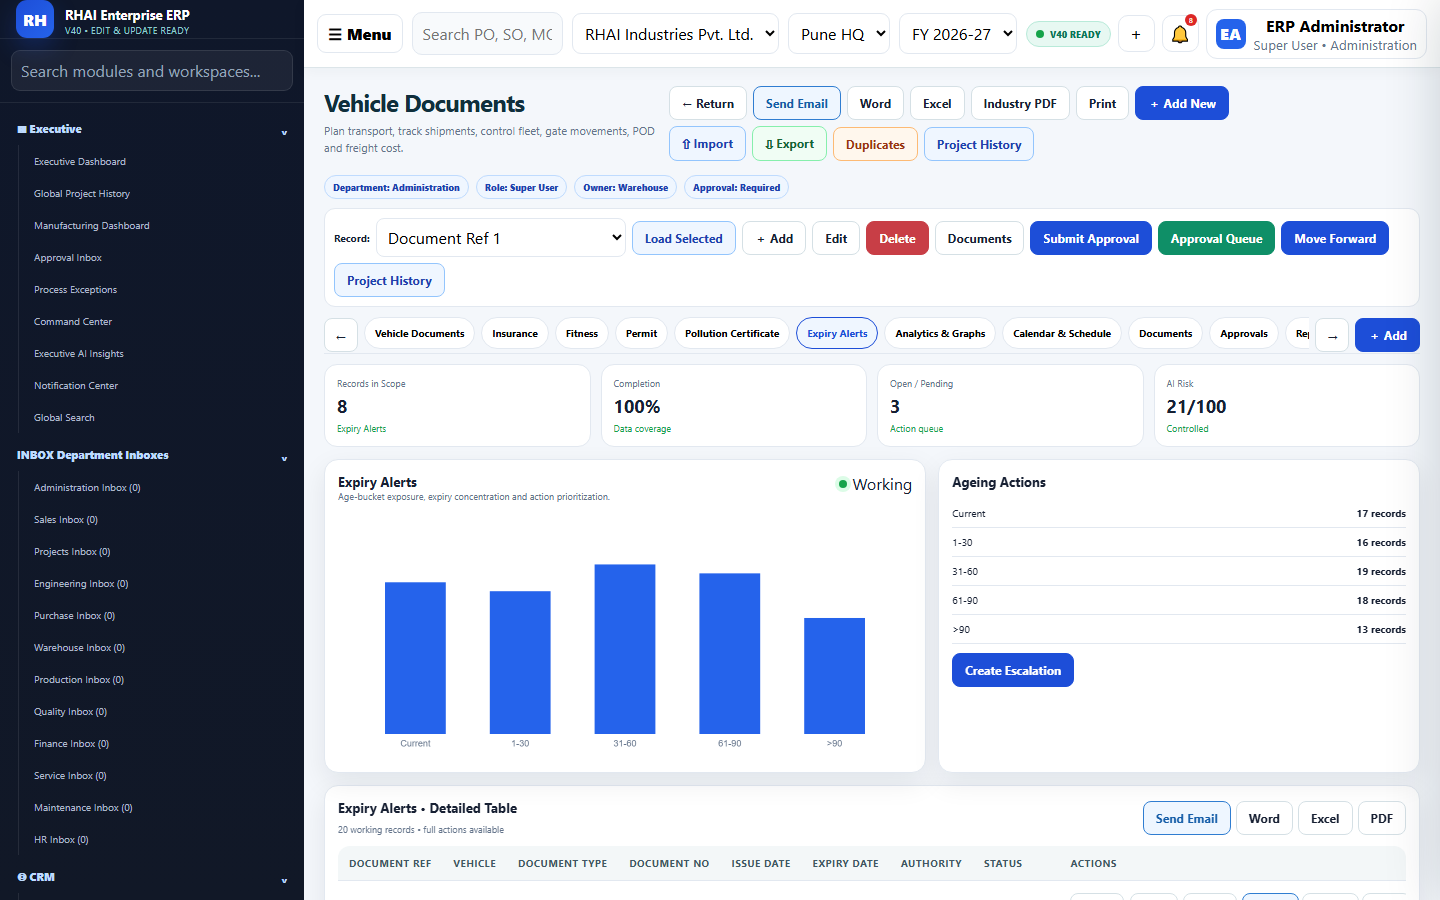 RH
RHAI Enterprise ERP
V40 • EDIT & UPDATE READY
Search modules and workspaces...
Executive
Executive Dashboard
Global Project History
Manufacturing Dashboard
Approval Inbox
Process Exceptions
Command Center
Executive AI Insights
Notification Center
Global Search
INBOX Department Inboxes
Administration Inbox (0)
Sales Inbox (0)
Projects Inbox (0)
Engineering Inbox (0)
Purchase Inbox (0)
Warehouse Inbox (0)
Production Inbox (0)
Quality Inbox (0)
Finance Inbox (0)
Service Inbox (0)
Maintenance Inbox (0)
HR Inbox (0)
CRM
☰ Menu
Search PO, SO, MO
RHAI Industries Pvt. Ltd.
Pune HQ
FY 2026-27
V40 READY
+
8
EA
ERP Administrator
Super User • Administration
Vehicle Documents
Plan transport, track shipments, control fleet, gate movements, POD
and freight cost.
← Return
Send Email
Word
Excel
Industry PDF
Print
+ Add New
⇧ Import
⇩ Export
Duplicates
Project History
Department: Administration
Role: Super User
Owner: Warehouse
Approval: Required
Record:
Document Ref 1
Load Selected
+ Add
Edit
Delete
Documents
Submit Approval
Approval Queue
Move Forward
Project History
←
Vehicle Documents
Insurance
Fitness
Permit
Pollution Certificate
Expiry Alerts
Analytics & Graphs
Calendar & Schedule
Documents
Approvals
→
+ Add
Records in Scope
8
Expiry Alerts
Completion
100%
Data coverage
Open / Pending
3
Action queue
AI Risk
21/100
Controlled
Expiry Alerts
Age-bucket exposure, expiry concentration and action prioritization.
Working
Current
1-30
31-60
61-90
>90
Ageing Actions
Current 17 records
1-30 16 records
31-60 19 records
61-90 18 records
>90 13 records
Create Escalation
Expiry Alerts • Detailed Table
20 working records • full actions available
Send Email
Word
Excel
PDF
DOCUMENT REF VEHICLE DOCUMENT TYPE DOCUMENT NO ISSUE DATE EXPIRY DATE AUTHORITY STATUS ACTIONS